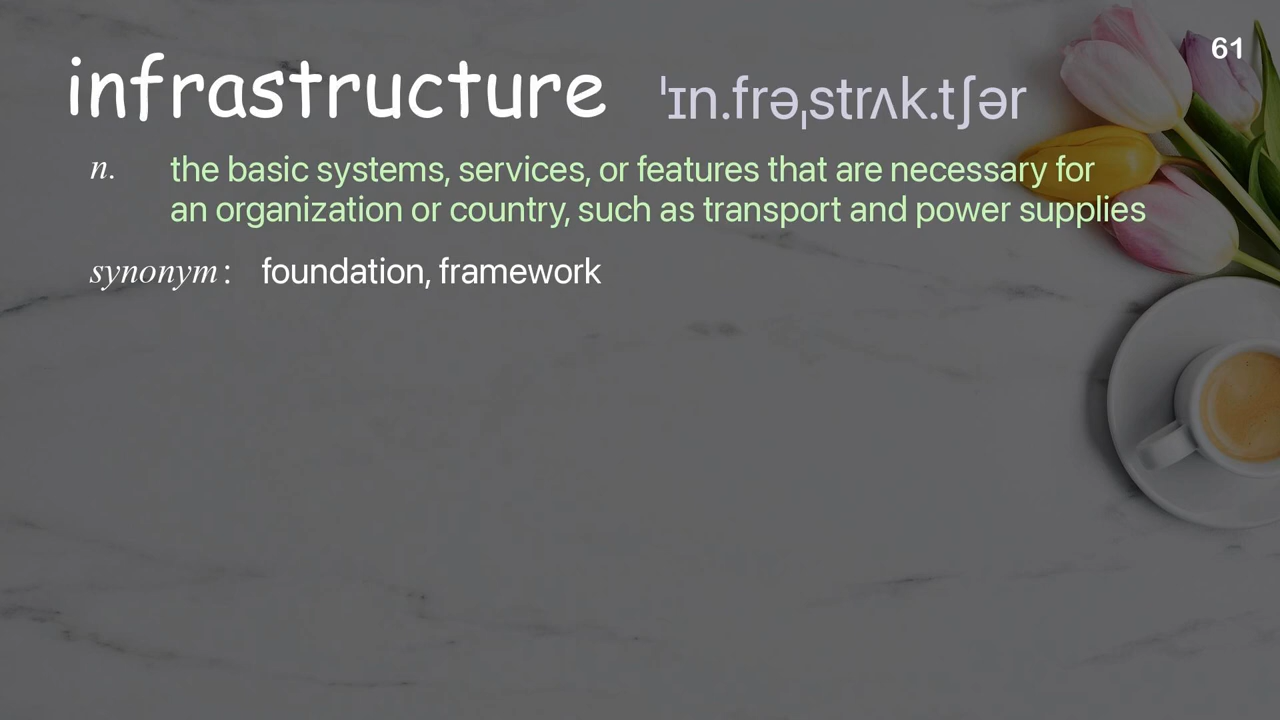 61
infrastructure ˈɪn.frəˌstrʌk.tʃər
n. the basic systems, services, or features that are necessary for
an organization or country, such as transport and power supplies
synonym: foundation, framework